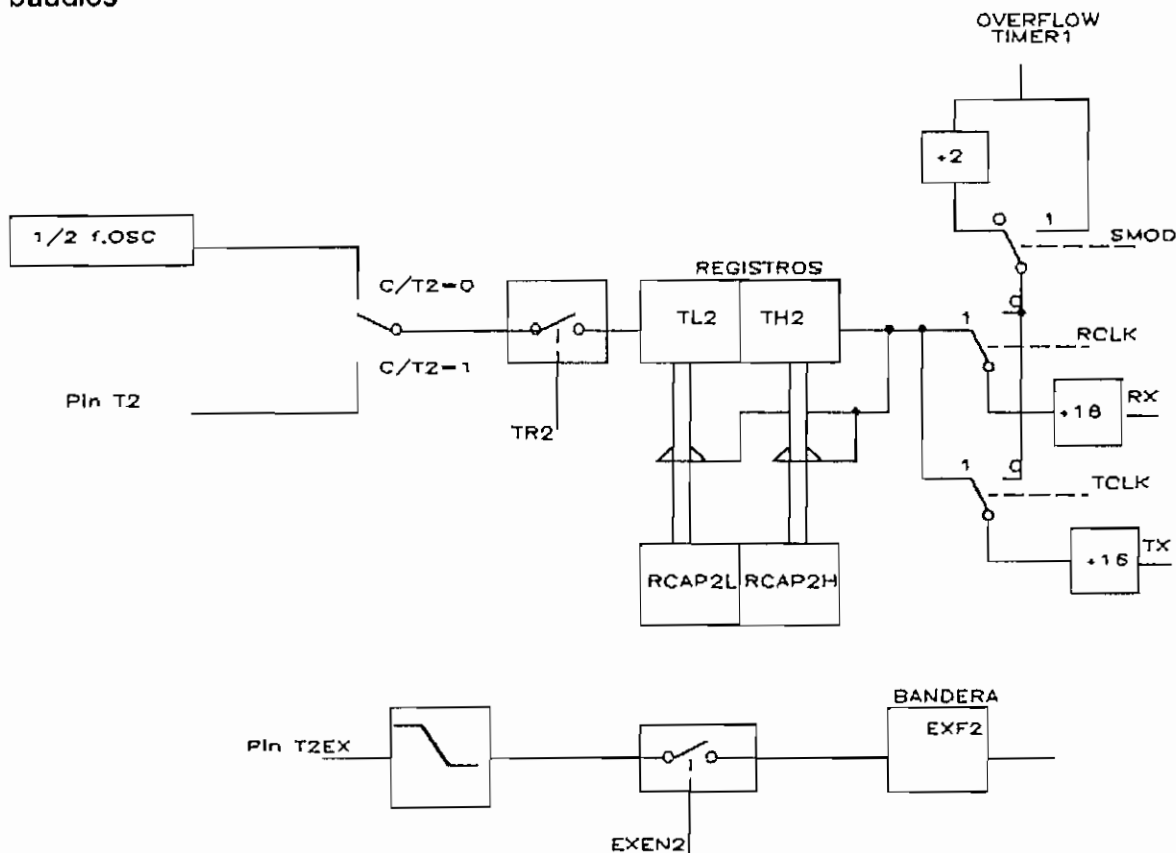 baudios
OVERFLOW
TIMER1
+2
1/2 f.OSC
0
1
SMOD
C/T2=0
REGISTROS
TL2
TH2
0
1
RCLK
C/T2=1
Pin T2
TR2
+16
RX
1
0
TCLK
RCAP2L
RCAP2H
+16
TX
BANDERA
Pin T2EX
EXF2
EXEN2